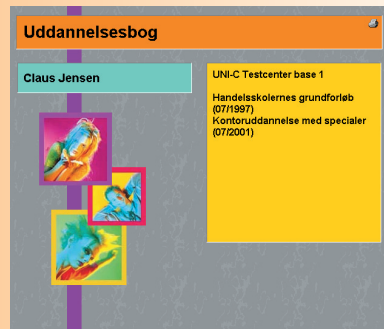 Uddannelsesbog
Claus Jensen
UNI-C Testcenter base 1
Handelsskolernes grundforløb
(07/1997)
Kontoruddannelse med specialer
(07/2001)